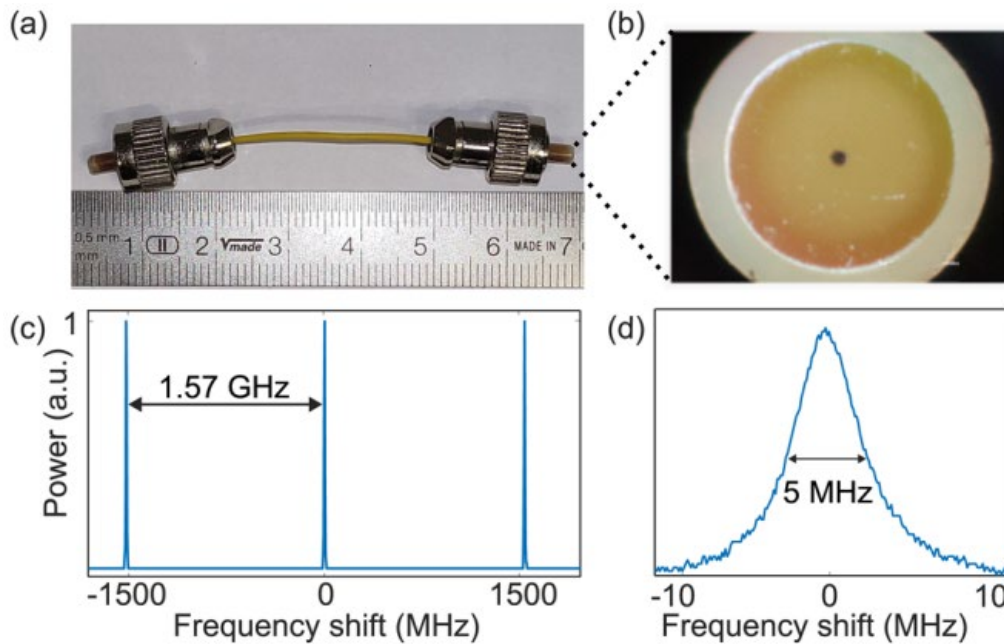 (a)
(b)
0,5 mm
mm
1 II 2 Vmade 3 4 5 6 MADE IN 7
(c)
(d)
1
1.57 GHz
Power (a.u.)
5 MHz
-1500 0 1500
-10 0 10
Frequency shift (MHz)
Frequency shift (MHz)